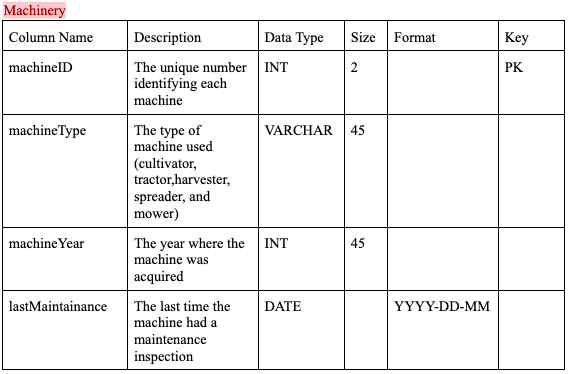 Machinery
Column Name Description Data Type Size Format Key
machineID The unique number INT 2 PK
identifying each
machine
machineType The type of VARCHAR 45
machine used
(cultivator,
tractor,harvester,
spreader, and
mower)
machineYear The year where the INT 45
machine was
acquired
lastMaintainance The last time the DATE YYYY-DD-MM
machine had a
maintenance
inspection